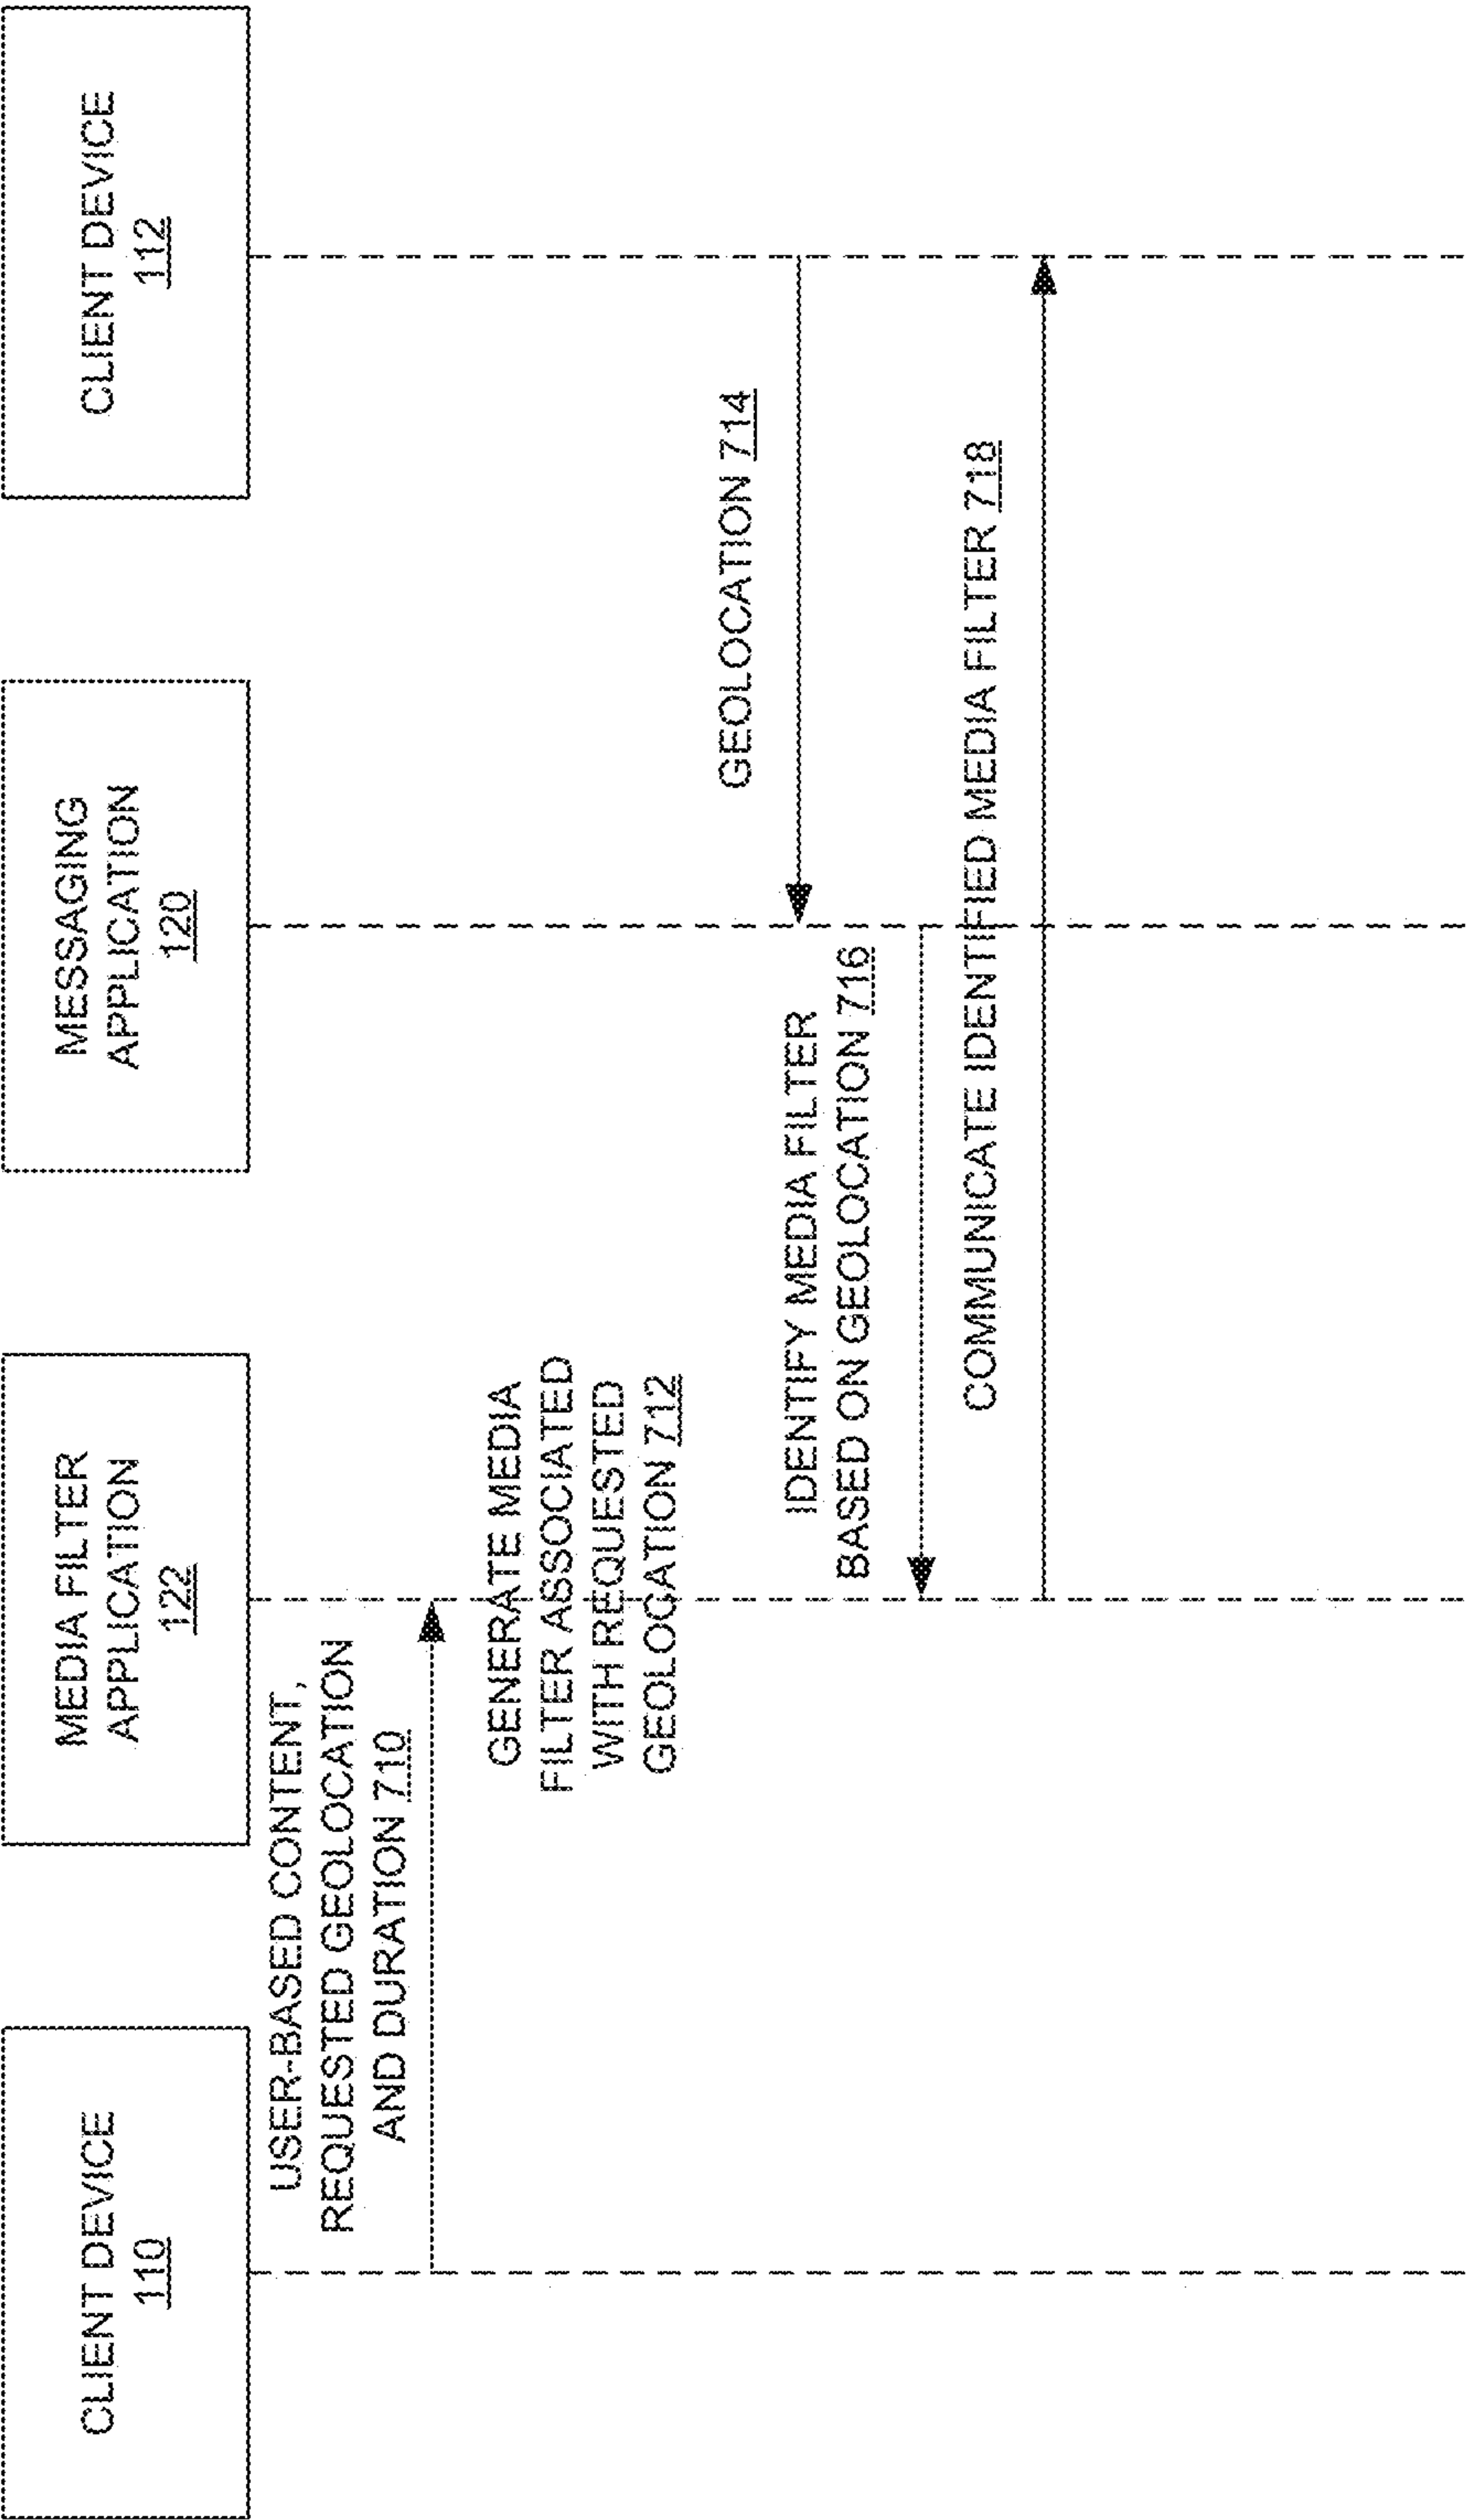 CLIENT DEVICE
110
MEDIA FILTER
APPLICATION
122
MESSAGING
APPLICATION
120
CLIENT DEVICE
112
USER-BASED CONTENT,
REQUESTED GEOLOCATION
AND DURATION 710
GENERATE MEDIA
FILTER ASSOCIATED
WITH REQUESTED
GEOLOCATION 712
GEOLOCATION 714
IDENTIFY MEDIA FILTER
BASED ON GEOLOCATION 716
COMMUNICATE IDENTIFIED MEDIA FILTER 718